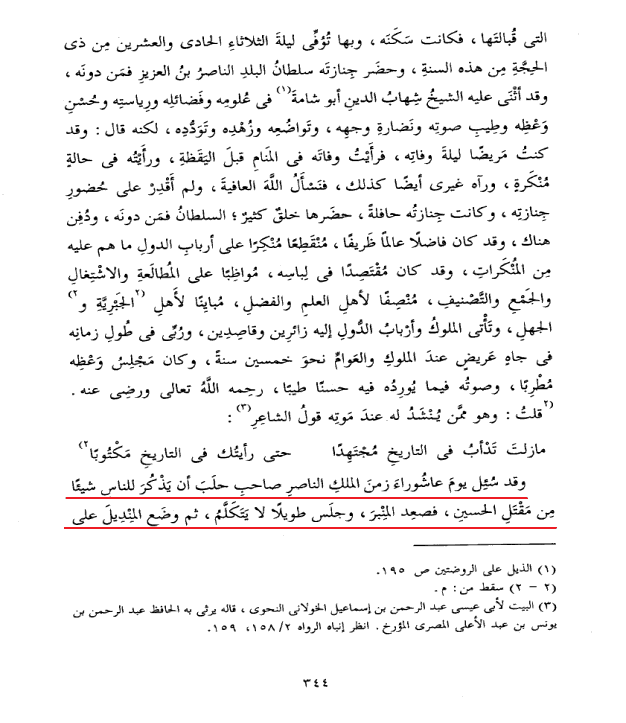 التى قُبالتَها ، فكانت سَكَنَه ، وبها تُوُفِّى ليلةَ الثلاثاءِ الحادى والعشرين مِن ذى
الحِجَّةِ مِن هذه السنةِ ، وحضَر جِنازتَه سلطانُ البلدِ الناصرُ بنُ العزيزِ فمَن دونَه ،
وقد أثْنَى عليه الشيخُ شِهابُ الدينِ أبو شامةَ(١) فى عُلومِه وفَضائلِه ورِياستِه وحُسْنِ
وَعْظِه وطِيبِ صوتِه ونَضارةِ وجهِه ، وتَواضُعِه وزُهْدِه وتَوَدُّدِه ، لكنه قال : وقد
كنتُ مَريضًا ليلةَ وفاتِه ، فرأَيْتُ وفاتَه فى المَنامِ قبلَ اليَقَظةِ ، ورأَيْتُه فى حالةٍ
مُنْكَرةٍ ، ورآه غيرى أيضًا كذلك ، فنَسْأَلُ اللَّهَ العافيةَ ، ولم أَقْدِرْ على حُضورِ
جِنازتِه ، وكانت جِنازتُه حافلةً ، حضَرها خلقٌ كثيرٌ ؛ السلطانُ فمَن دونَه ، ودُفِن
هناك ، وقد كان فاضلًا عالمًا ظَريفًا ، مُنْقَطِعًا مُنْكِرًا على أربابِ الدولِ ما هم عليه
مِن المُنْكَراتِ ، وقد كان مُقْتَصِدًا فى لِباسِه ، مُواظِبًا على المُطالَعةِ والاشْتِغالِ
والجَمْعِ والتَّصْنيفِ ، مُنْصِفًا لأهلِ العلمِ والفضلِ ، مُبايِنًا لأهلِ (٢الجَبْرِيَّةِ و٢)
الجهلِ ، وتَأْتى الملوكُ وأرْبابُ الدُّولِ إليه زائرين وقاصِدين ، ورُبِّى فى طُولِ زمانِه
فى جاهٍ عَريضٍ عندَ الملوكِ والعَوامِّ نحوَ خمسين سنةً ، وكان مَجْلِسُ وَعْظِه
مُطْرِبًا ، وصوتُه فيما يُورِدُه فيه حسنًا طيبًا ، رحِمه اللَّهُ تعالى ورضِى عنه .
(٢قلتُ : وهو ممَّن يُنْشَدُ له عندَ مَوتِه قولُ الشاعرِ(٣) :
مازلتَ تَدْأبُ فى التاريخِ مُجْتَهِدًا حتى رأيتُك فى التاريخِ مَكْتُوبًا٢)
وقد سُئِل يومَ عاشُوراءَ زمنَ الملكِ الناصرِ صاحبِ حلَبَ أن يَذْكُرَ للناسِ شيئًا
مِن مَقْتَلِ الحسينِ ، فصعِد المِنْبرَ ، وجلَس طويلًا لا يَتَكَلَّمُ ، ثم وضَع المِنْدِيلَ على
(١) الذيل على الروضتين ص ١٩٥.
(٢ - ٢) سقط من : م .
(٣) البيت لأبى عيسى عبد الرحمن بن إسماعيل الخولانى النحوى ، قاله يرثى به الحافظ عبد الرحمن بن
يونس بن عبد الأعلى المصرى المؤرخ . انظر إنباه الرواه ١٥٨/٢، ١٥٩.
٣٤٤